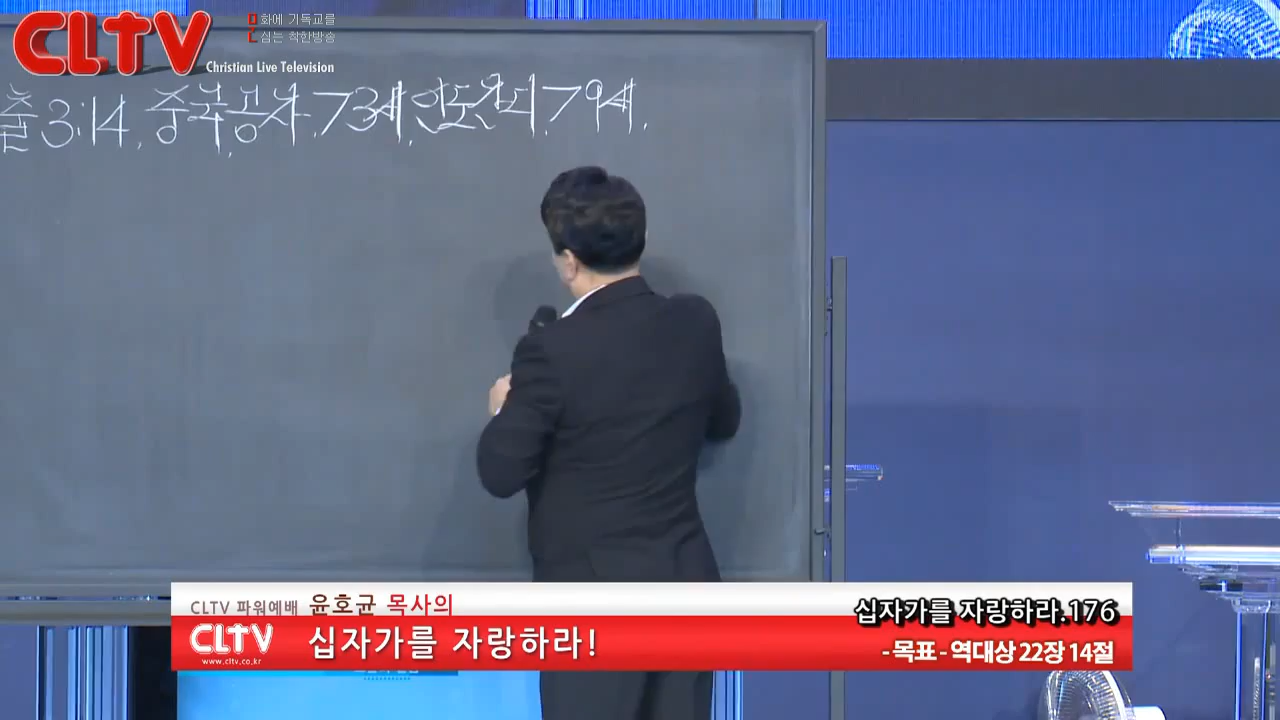 CLTV
문화에 기독교를
심는 착한방송
Christian Live Television
출3:14, 중국공사, 73세, 인도선더, 79세,
CLTV 파워예배 윤호균 목사의
십자가를 자랑하라.176
CLTV
www.cltv.co.kr
십자가를 자랑하라!
- 목표 - 역대상 22장 14절